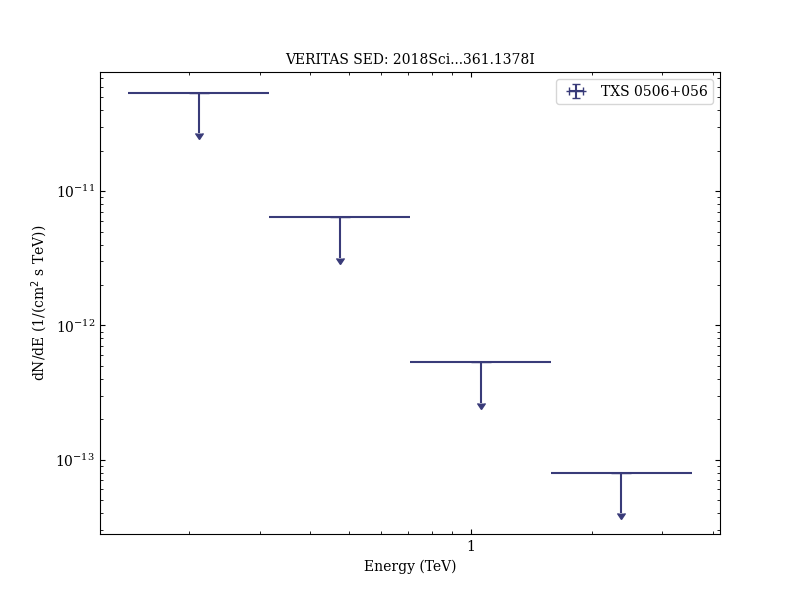 VERITAS SED: 2018Sci...361.1378I
TXS 0506+056
10⁻¹¹
10⁻¹²
10⁻¹³
dN/dE (1/(cm² s TeV))
1
Energy (TeV)